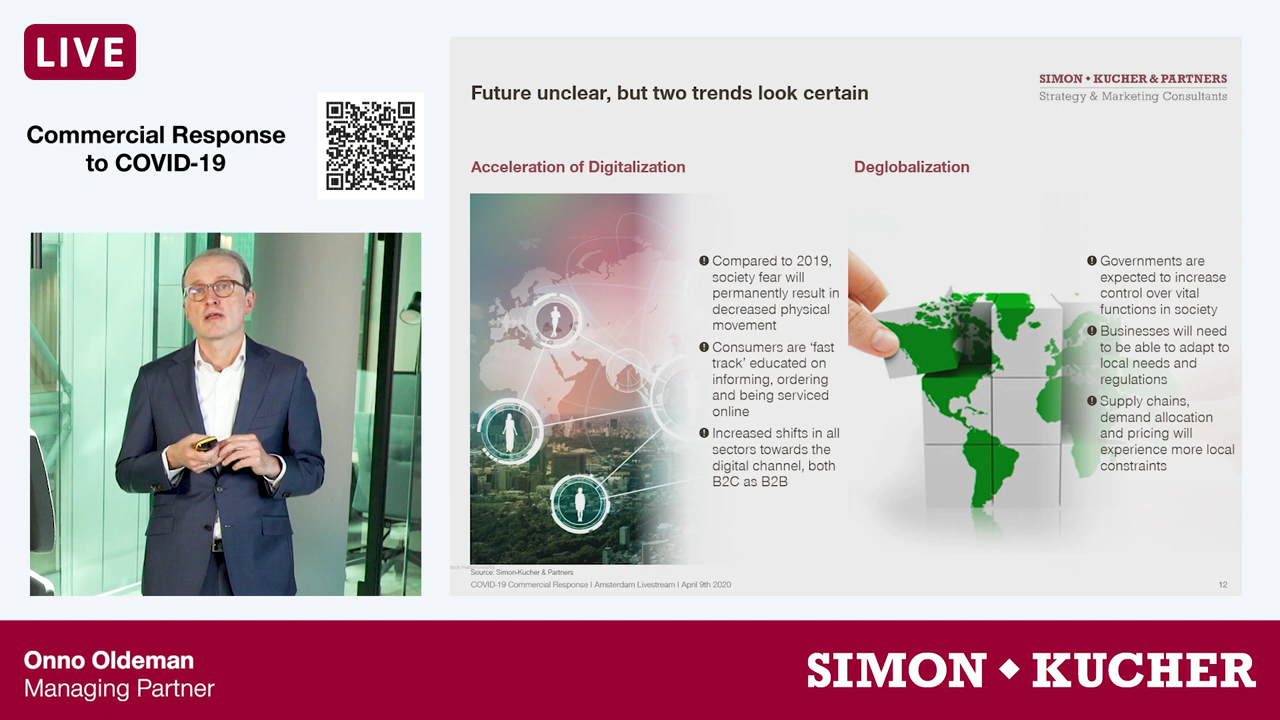 LIVE
Commercial Response
to COVID-19
Future unclear, but two trends look certain
SIMON • KUCHER & PARTNERS
Strategy & Marketing Consultants
Acceleration of Digitalization
Compared to 2019,
society fear will
permanently result in
decreased physical
movement
Consumers are ‘fast
track’ educated on
informing, ordering
and being serviced
online
Increased shifts in all
sectors towards the
digital channel, both
B2C as B2B
Deglobalization
Governments are
expected to increase
control over vital
functions in society
Businesses will need
to be able to adapt to
local needs and
regulations
Supply chains,
demand allocation
and pricing will
experience more local
constraints
Source: Simon-Kucher & Partners
COVID-19 Commercial Response I Amsterdam Livestream I April 9th 2020
12
Onno Oldeman
Managing Partner
SIMON ◆ KUCHER